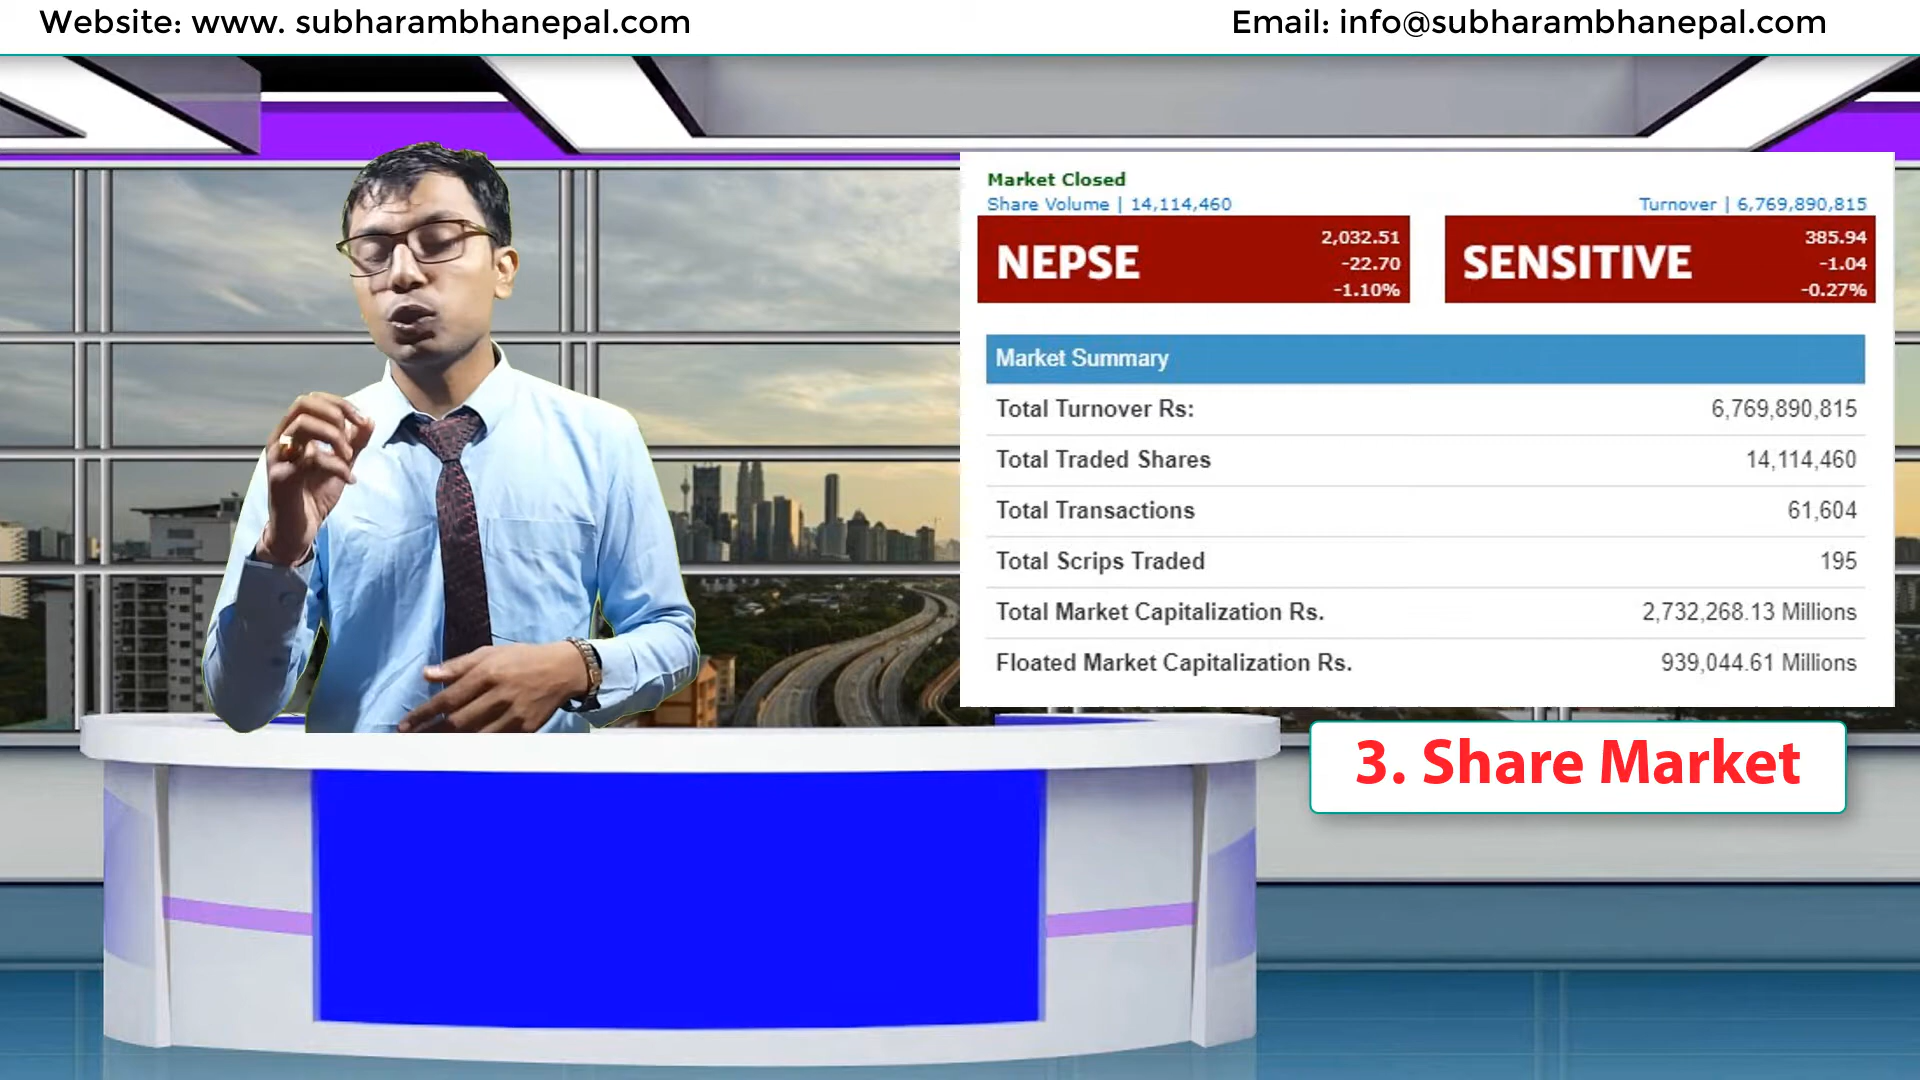 Website: www. subharambhanepal.com
Email: info@subharambhanepal.com
Market Closed
Share Volume | 14,114,460
Turnover | 6,769,890,815
NEPSE
2,032.51
-22.70
-1.10%
SENSITIVE
385.94
-1.04
-0.27%
Market Summary
Total Turnover Rs: 6,769,890,815
Total Traded Shares 14,114,460
Total Transactions 61,604
Total Scrips Traded 195
Total Market Capitalization Rs. 2,732,268.13 Millions
Floated Market Capitalization Rs. 939,044.61 Millions
3. Share Market